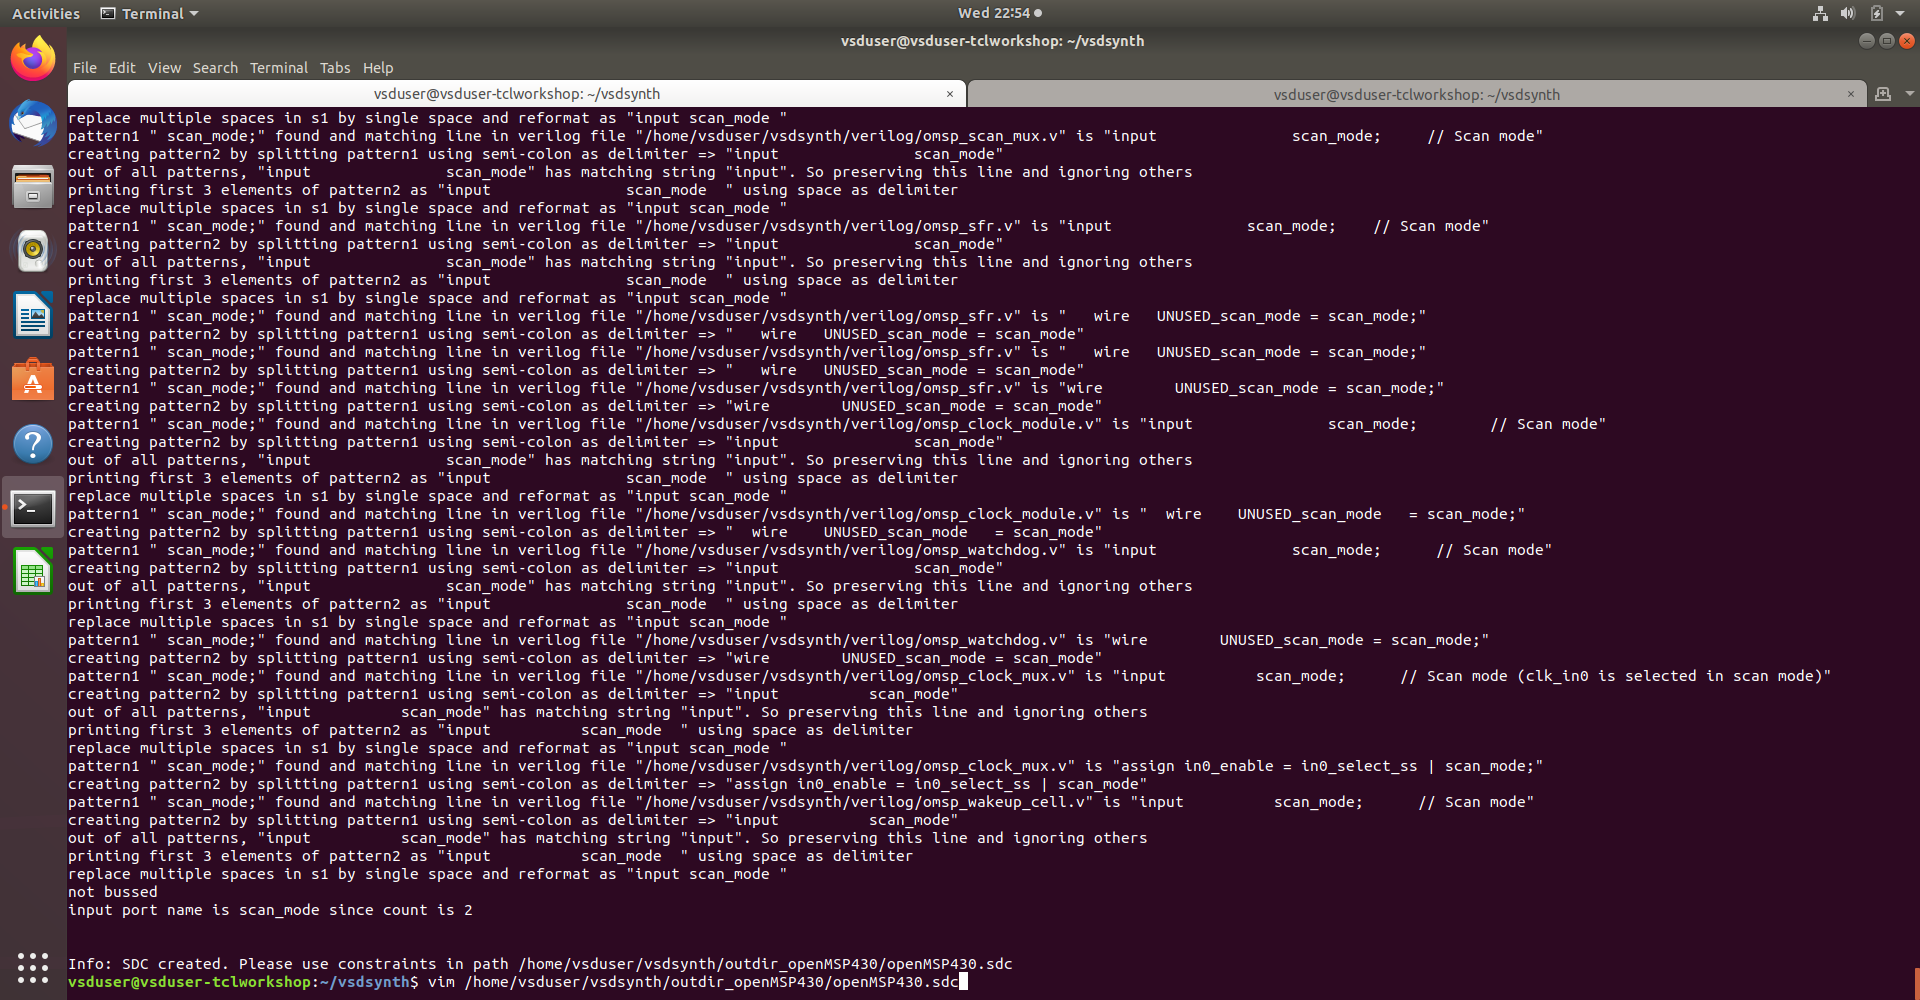 Activities Terminal Wed 22:54
vsduser@vsduser-tclworkshop: ~/vsdsynth
File Edit View Search Terminal Tabs Help
vsduser@vsduser-tclworkshop: ~/vsdsynth × vsduser@vsduser-tclworkshop: ~/vsdsynth ×
replace multiple spaces in s1 by single space and reformat as "input scan_mode "
pattern1 " scan_mode;" found and matching line in verilog file "/home/vsduser/vsdsynth/verilog/omsp_scan_mux.v" is "input               scan_mode;     // Scan mode"
creating pattern2 by splitting pattern1 using semi-colon as delimiter => "input               scan_mode"
out of all patterns, "input               scan_mode" has matching string "input". So preserving this line and ignoring others
printing first 3 elements of pattern2 as "input               scan_mode  " using space as delimiter
replace multiple spaces in s1 by single space and reformat as "input scan_mode "
pattern1 " scan_mode;" found and matching line in verilog file "/home/vsduser/vsdsynth/verilog/omsp_sfr.v" is "input               scan_mode;    // Scan mode"
creating pattern2 by splitting pattern1 using semi-colon as delimiter => "input               scan_mode"
out of all patterns, "input               scan_mode" has matching string "input". So preserving this line and ignoring others
printing first 3 elements of pattern2 as "input               scan_mode  " using space as delimiter
replace multiple spaces in s1 by single space and reformat as "input scan_mode "
pattern1 " scan_mode;" found and matching line in verilog file "/home/vsduser/vsdsynth/verilog/omsp_sfr.v" is "   wire   UNUSED_scan_mode = scan_mode;"
creating pattern2 by splitting pattern1 using semi-colon as delimiter => "   wire   UNUSED_scan_mode = scan_mode"
pattern1 " scan_mode;" found and matching line in verilog file "/home/vsduser/vsdsynth/verilog/omsp_sfr.v" is "   wire   UNUSED_scan_mode = scan_mode;"
creating pattern2 by splitting pattern1 using semi-colon as delimiter => "   wire   UNUSED_scan_mode = scan_mode"
pattern1 " scan_mode;" found and matching line in verilog file "/home/vsduser/vsdsynth/verilog/omsp_sfr.v" is "wire        UNUSED_scan_mode = scan_mode;"
creating pattern2 by splitting pattern1 using semi-colon as delimiter => "wire        UNUSED_scan_mode = scan_mode"
pattern1 " scan_mode;" found and matching line in verilog file "/home/vsduser/vsdsynth/verilog/omsp_clock_module.v" is "input               scan_mode;        // Scan mode"
creating pattern2 by splitting pattern1 using semi-colon as delimiter => "input               scan_mode"
out of all patterns, "input               scan_mode" has matching string "input". So preserving this line and ignoring others
printing first 3 elements of pattern2 as "input               scan_mode  " using space as delimiter
replace multiple spaces in s1 by single space and reformat as "input scan_mode "
pattern1 " scan_mode;" found and matching line in verilog file "/home/vsduser/vsdsynth/verilog/omsp_clock_module.v" is "  wire    UNUSED_scan_mode   = scan_mode;"
creating pattern2 by splitting pattern1 using semi-colon as delimiter => "  wire    UNUSED_scan_mode   = scan_mode"
pattern1 " scan_mode;" found and matching line in verilog file "/home/vsduser/vsdsynth/verilog/omsp_watchdog.v" is "input               scan_mode;      // Scan mode"
creating pattern2 by splitting pattern1 using semi-colon as delimiter => "input               scan_mode"
out of all patterns, "input               scan_mode" has matching string "input". So preserving this line and ignoring others
printing first 3 elements of pattern2 as "input               scan_mode  " using space as delimiter
replace multiple spaces in s1 by single space and reformat as "input scan_mode "
pattern1 " scan_mode;" found and matching line in verilog file "/home/vsduser/vsdsynth/verilog/omsp_watchdog.v" is "wire        UNUSED_scan_mode = scan_mode;"
creating pattern2 by splitting pattern1 using semi-colon as delimiter => "wire        UNUSED_scan_mode = scan_mode"
pattern1 " scan_mode;" found and matching line in verilog file "/home/vsduser/vsdsynth/verilog/omsp_clock_mux.v" is "input          scan_mode;      // Scan mode (clk_in0 is selected in scan mode)"
creating pattern2 by splitting pattern1 using semi-colon as delimiter => "input          scan_mode"
out of all patterns, "input          scan_mode" has matching string "input". So preserving this line and ignoring others
printing first 3 elements of pattern2 as "input          scan_mode  " using space as delimiter
replace multiple spaces in s1 by single space and reformat as "input scan_mode "
pattern1 " scan_mode;" found and matching line in verilog file "/home/vsduser/vsdsynth/verilog/omsp_clock_mux.v" is "assign in0_enable = in0_select_ss | scan_mode;"
creating pattern2 by splitting pattern1 using semi-colon as delimiter => "assign in0_enable = in0_select_ss | scan_mode"
pattern1 " scan_mode;" found and matching line in verilog file "/home/vsduser/vsdsynth/verilog/omsp_wakeup_cell.v" is "input          scan_mode;      // Scan mode"
creating pattern2 by splitting pattern1 using semi-colon as delimiter => "input          scan_mode"
out of all patterns, "input          scan_mode" has matching string "input". So preserving this line and ignoring others
printing first 3 elements of pattern2 as "input          scan_mode  " using space as delimiter
replace multiple spaces in s1 by single space and reformat as "input scan_mode "
not bussed
input port name is scan_mode since count is 2
Info: SDC created. Please use constraints in path /home/vsduser/vsdsynth/outdir_openMSP430/openMSP430.sdc
vsduser@vsduser-tclworkshop:~/vsdsynth$ vim /home/vsduser/vsdsynth/outdir_openMSP430/openMSP430.sdc